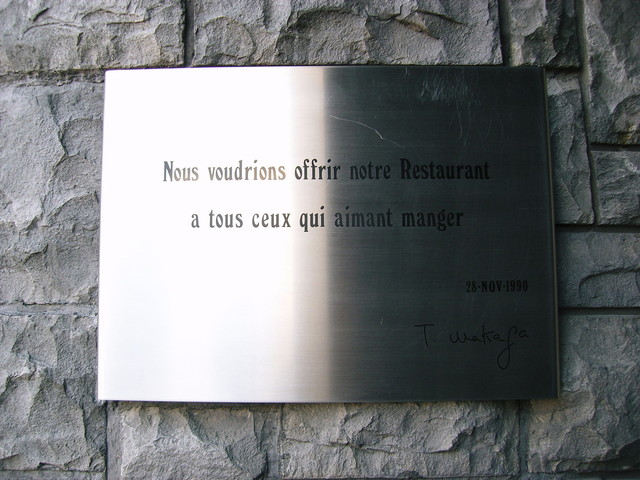 Nous voudrions offrir notre Restaurant
a tous ceux qui aimant manger
28·NOV·1990